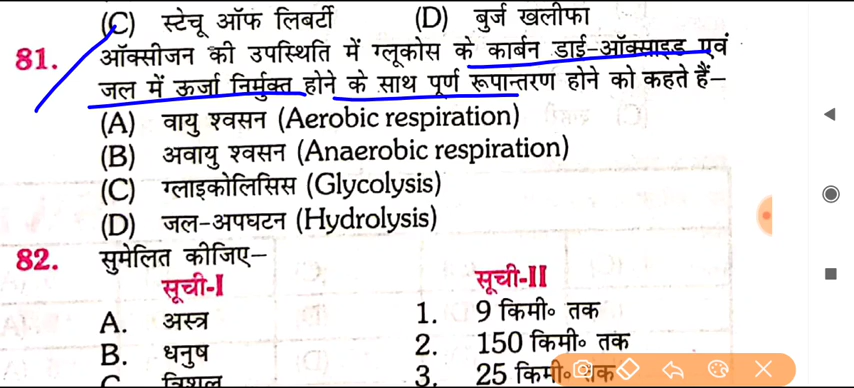 (C) स्टेचू ऑफ लिबर्टी (D) बुर्ज खलीफा
81. ऑक्सीजन की उपस्थिति में ग्लूकोस के कार्बन डाई-ऑक्साइड एवं
जल में ऊर्जा निर्मुक्त होने के साथ पूर्ण रूपान्तरण होने को कहते हैं–
(A) वायु श्वसन (Aerobic respiration)
(B) अवायु श्वसन (Anaerobic respiration)
(C) ग्लाइकोलिसिस (Glycolysis)
(D) जल-अपघटन (Hydrolysis)
82. सुमेलित कीजिए–
सूची-I सूची-II
A. अस्त्र 1. 9 किमी० तक
B. धनुष 2. 150 किमी० तक
C. त्रिशूल 3. 25 किमी० तक